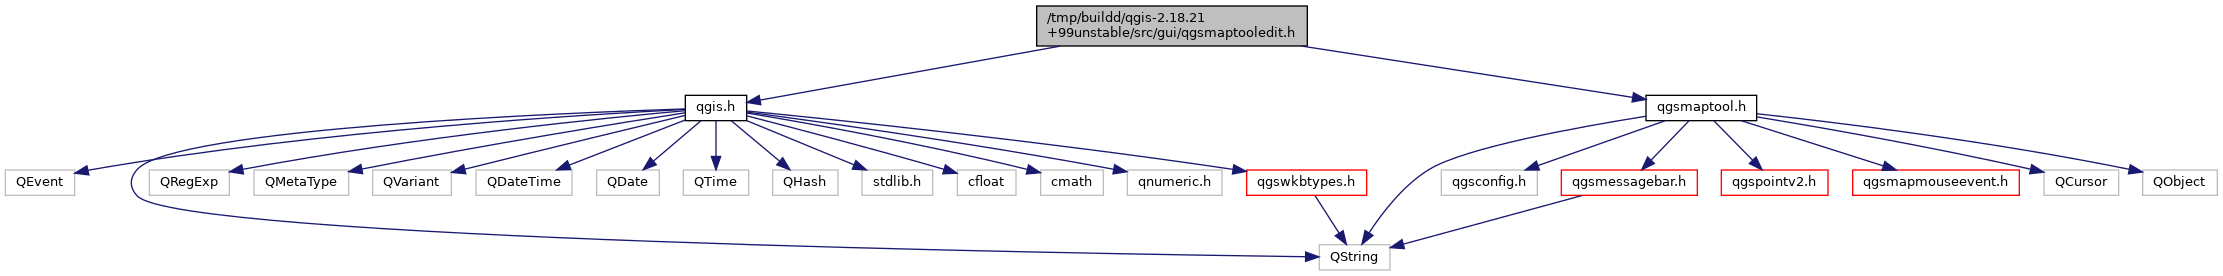 /tmp/buildd/qgis-2.18.21
+99unstable/src/gui/qgsmaptooledit.h
qgis.h
qgsmaptool.h
QEvent
QRegExp
QMetaType
QVariant
QDateTime
QDate
QTime
QHash
stdlib.h
cfloat
cmath
qnumeric.h
qgswkbtypes.h
qgsconfig.h
qgsmessagebar.h
qgspointv2.h
qgsmapmouseevent.h
QCursor
QObject
QString